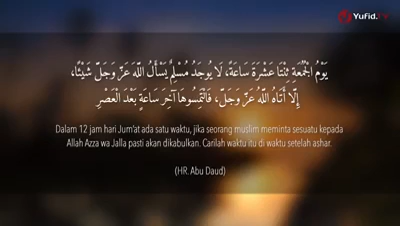 YUFID.TV
يَوْمُ الْجُمُعَةِ ثِنْتَا عَشْرَةَ سَاعَةً، لَا يُوجَدُ مُسْلِمٌ يَسْأَلُ اللَّهَ عَزَّ وَجَلَّ شَيْئًا،
إِلَّا أَتَاهُ اللَّهُ عَزَّ وَجَلَّ، فَالْتَمِسُوهَا آخِرَ سَاعَةٍ بَعْدَ الْعَصْرِ
Dalam 12 jam hari Jum'at ada satu waktu, jika seorang muslim meminta sesuatu kepada
Allah Azza wa Jalla pasti akan dikabulkan. Carilah waktu itu di waktu setelah ashar.
(HR. Abu Daud)